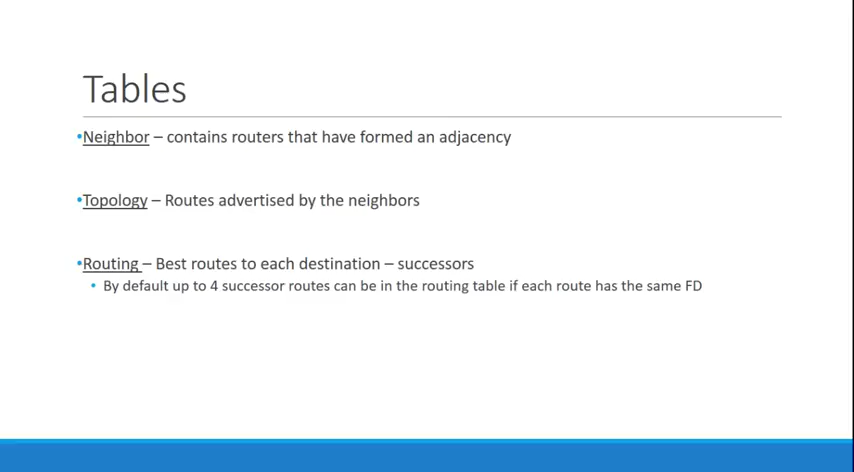 Tables
•Neighbor – contains routers that have formed an adjacency
•Topology – Routes advertised by the neighbors
•Routing – Best routes to each destination – successors
• By default up to 4 successor routes can be in the routing table if each route has the same FD